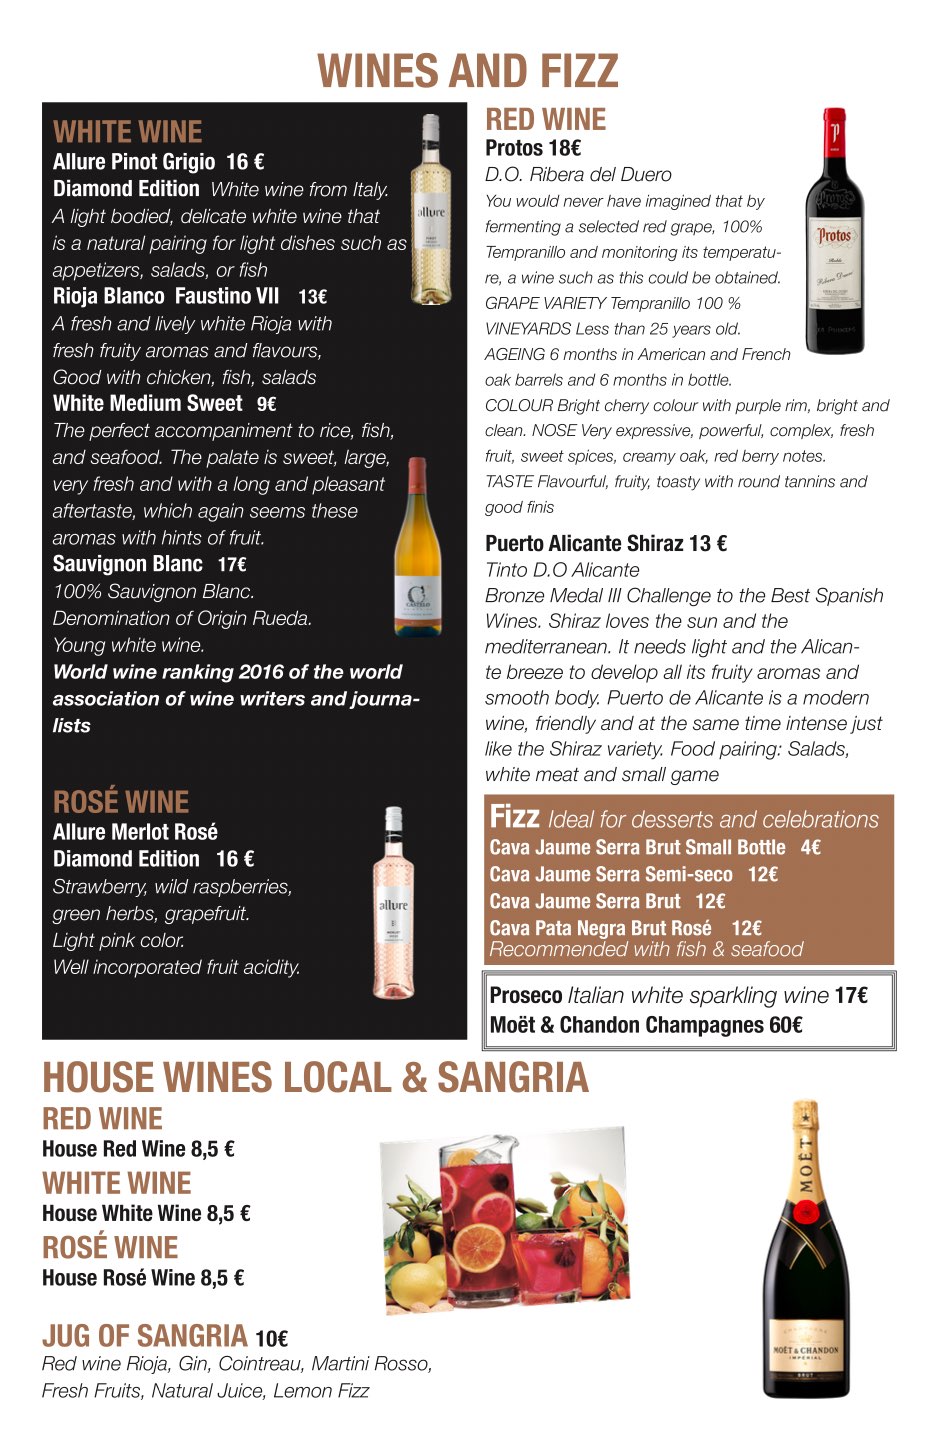 WINES AND FIZZ
WHITE WINE
Allure Pinot Grigio 16 €
Diamond Edition White wine from Italy.
A light bodied, delicate white wine that
is a natural pairing for light dishes such as
appetizers, salads, or fish
Rioja Blanco Faustino VII 13€
A fresh and lively white Rioja with
fresh fruity aromas and flavours,
Good with chicken, fish, salads
White Medium Sweet 9€
The perfect accompaniment to rice, fish,
and seafood. The palate is sweet, large,
very fresh and with a long and pleasant
aftertaste, which again seems these
aromas with hints of fruit.
Sauvignon Blanc 17€
100% Sauvignon Blanc.
Denomination of Origin Rueda.
Young white wine.
World wine ranking 2016 of the world
association of wine writers and journa-
lists
allure
CASTELO
ROSÉ WINE
Allure Merlot Rosé
Diamond Edition 16 €
Strawberry, wild raspberries,
green herbs, grapefruit.
Light pink color.
Well incorporated fruit acidity.
allure
RED WINE
Protos 18€
D.O. Ribera del Duero
You would never have imagined that by
fermenting a selected red grape, 100%
Tempranillo and monitoring its temperatu-
re, a wine such as this could be obtained.
GRAPE VARIETY Tempranillo 100 %
VINEYARDS Less than 25 years old.
AGEING 6 months in American and French
oak barrels and 6 months in bottle.
COLOUR Bright cherry colour with purple rim, bright and
clean. NOSE Very expressive, powerful, complex, fresh
fruit, sweet spices, creamy oak, red berry notes.
TASTE Flavourful, fruity, toasty with round tannins and
good finis
Protos
Ribera Duero
Puerto Alicante Shiraz 13 €
Tinto D.O Alicante
Bronze Medal III Challenge to the Best Spanish
Wines. Shiraz loves the sun and the
mediterranean. It needs light and the Alican-
te breeze to develop all its fruity aromas and
smooth body. Puerto de Alicante is a modern
wine, friendly and at the same time intense just
like the Shiraz variety. Food pairing: Salads,
white meat and small game
Fizz Ideal for desserts and celebrations
Cava Jaume Serra Brut Small Bottle 4€
Cava Jaume Serra Semi-seco 12€
Cava Jaume Serra Brut 12€
Cava Pata Negra Brut Rosé 12€
Recommended with fish & seafood
Proseco Italian white sparkling wine 17€
Moët & Chandon Champagnes 60€
HOUSE WINES LOCAL & SANGRIA
RED WINE
House Red Wine 8,5 €
WHITE WINE
House White Wine 8,5 €
ROSÉ WINE
House Rosé Wine 8,5 €
JUG OF SANGRIA 10€
Red wine Rioja, Gin, Cointreau, Martini Rosso,
Fresh Fruits, Natural Juice, Lemon Fizz
MOËT
MOËT & CHANDON
IMPERIAL
BRUT